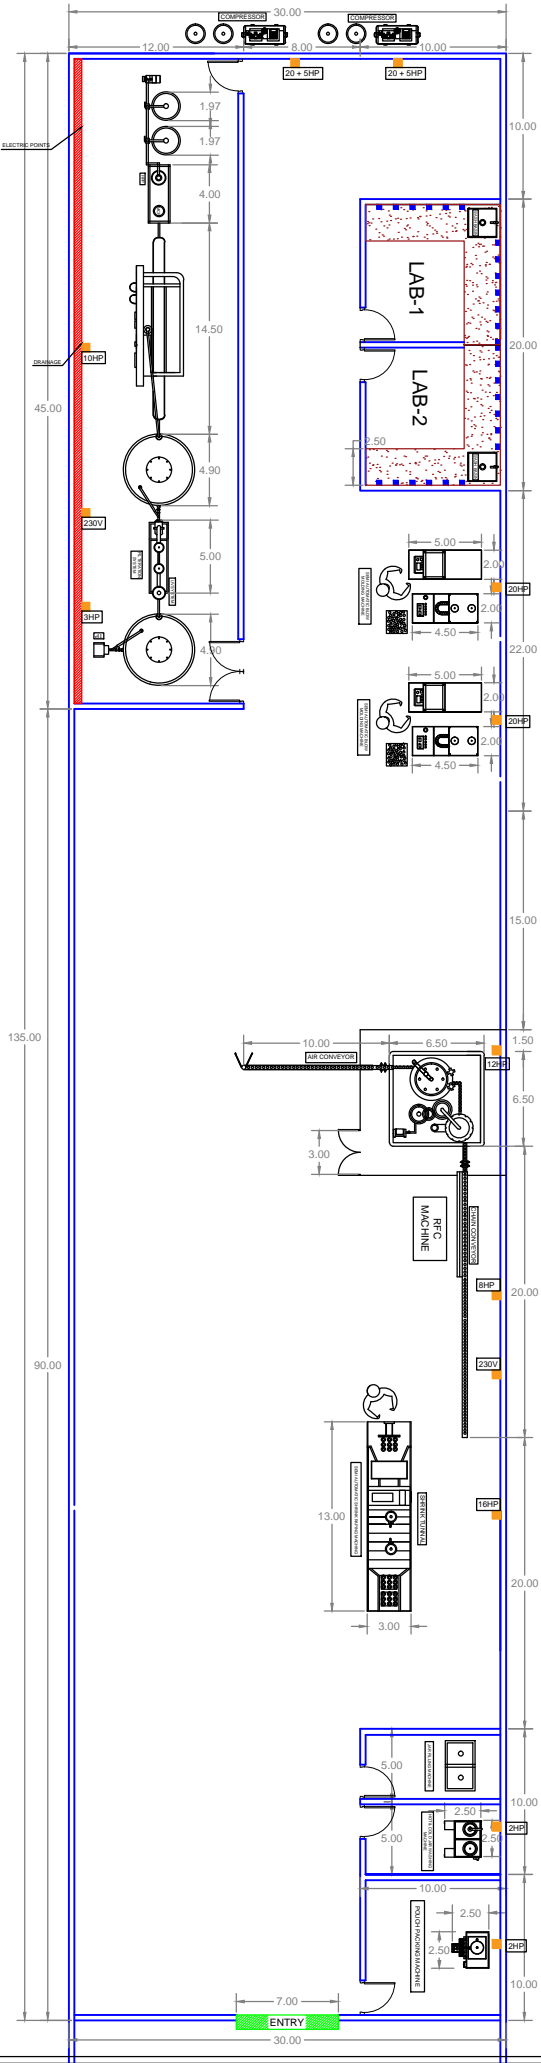 30.00
COMPRESSOR
COMPRESSOR
12.00
8.00
10.00
20 + 5HP
20 + 5HP
1.97
1.97
4.00
ELECTRIC POINTS
10.00
LAB-1
14.50
20.00
DRAINAGE
10HP
LAB-2
45.00
2.50
4.90
230V
5.00
5.00
2.00
20HP
2.00
4.50
3HP
4.90
22.00
5.00
2.00
20HP
2.00
4.50
15.00
135.00
1.50
10.00
6.50
AIR CONVEYOR
12HP
6.50
3.00
RFC
MACHINE
CHAIN CONVEYOR
8HP
20.00
90.00
230V
SHRINK TUNNAL
16HP
13.00
20.00
3.00
5.00
JAR FILLING MACHINE
10.00
2.50
5.00
2.50
2HP
10.00
POUCH PACKING MACHINE
2.50
2.50
2HP
10.00
7.00
ENTRY
30.00